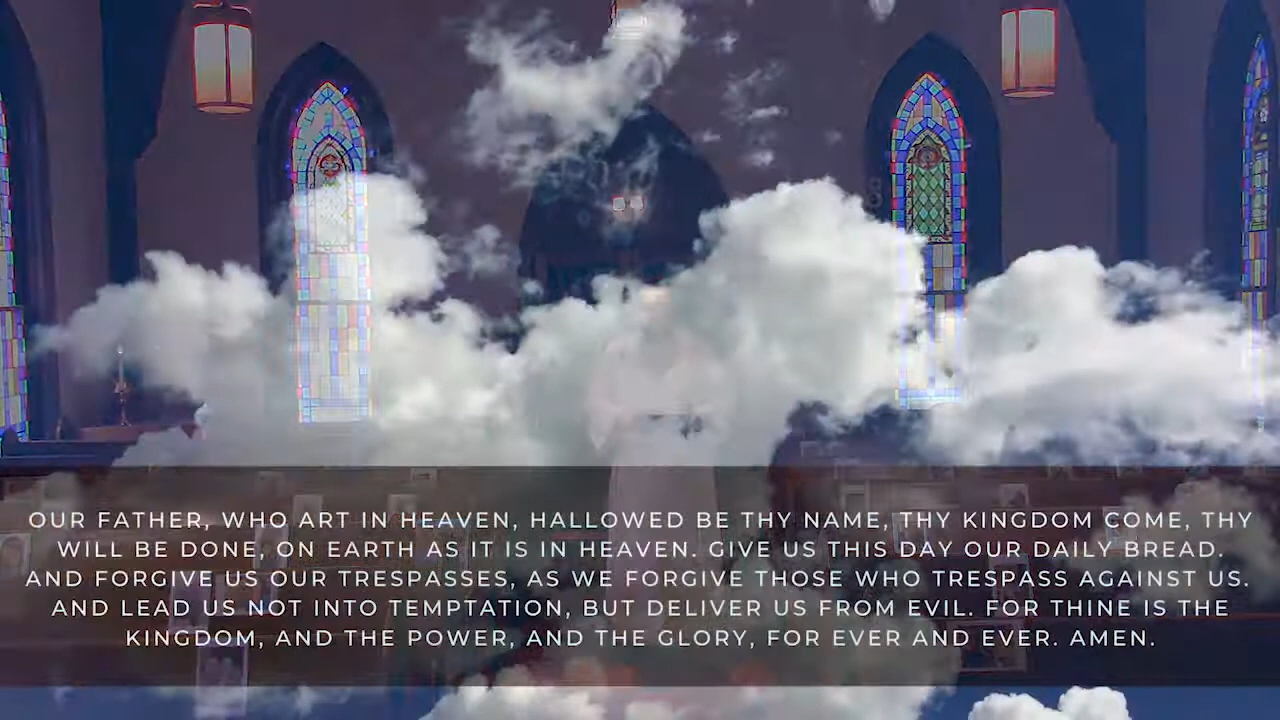 OUR FATHER, WHO ART IN HEAVEN, HALLOWED BE THY NAME, THY KINGDOM COME, THY
WILL BE DONE, ON EARTH AS IT IS IN HEAVEN. GIVE US THIS DAY OUR DAILY BREAD.
AND FORGIVE US OUR TRESPASSES, AS WE FORGIVE THOSE WHO TRESPASS AGAINST US.
AND LEAD US NOT INTO TEMPTATION, BUT DELIVER US FROM EVIL. FOR THINE IS THE
KINGDOM, AND THE POWER, AND THE GLORY, FOR EVER AND EVER. AMEN.